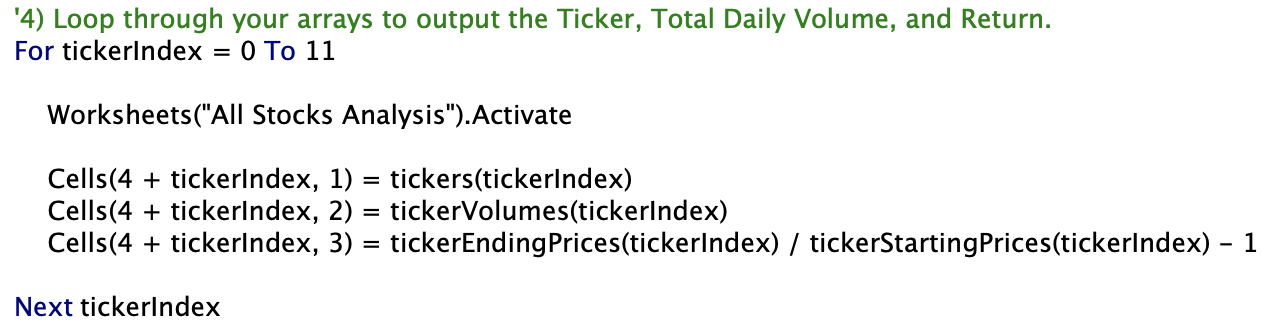 '4) Loop through your arrays to output the Ticker, Total Daily Volume, and Return.
For tickerIndex = 0 To 11
Worksheets("All Stocks Analysis").Activate
Cells(4 + tickerIndex, 1) = tickers(tickerIndex)
Cells(4 + tickerIndex, 2) = tickerVolumes(tickerIndex)
Cells(4 + tickerIndex, 3) = tickerEndingPrices(tickerIndex) / tickerStartingPrices(tickerIndex) - 1
Next tickerIndex